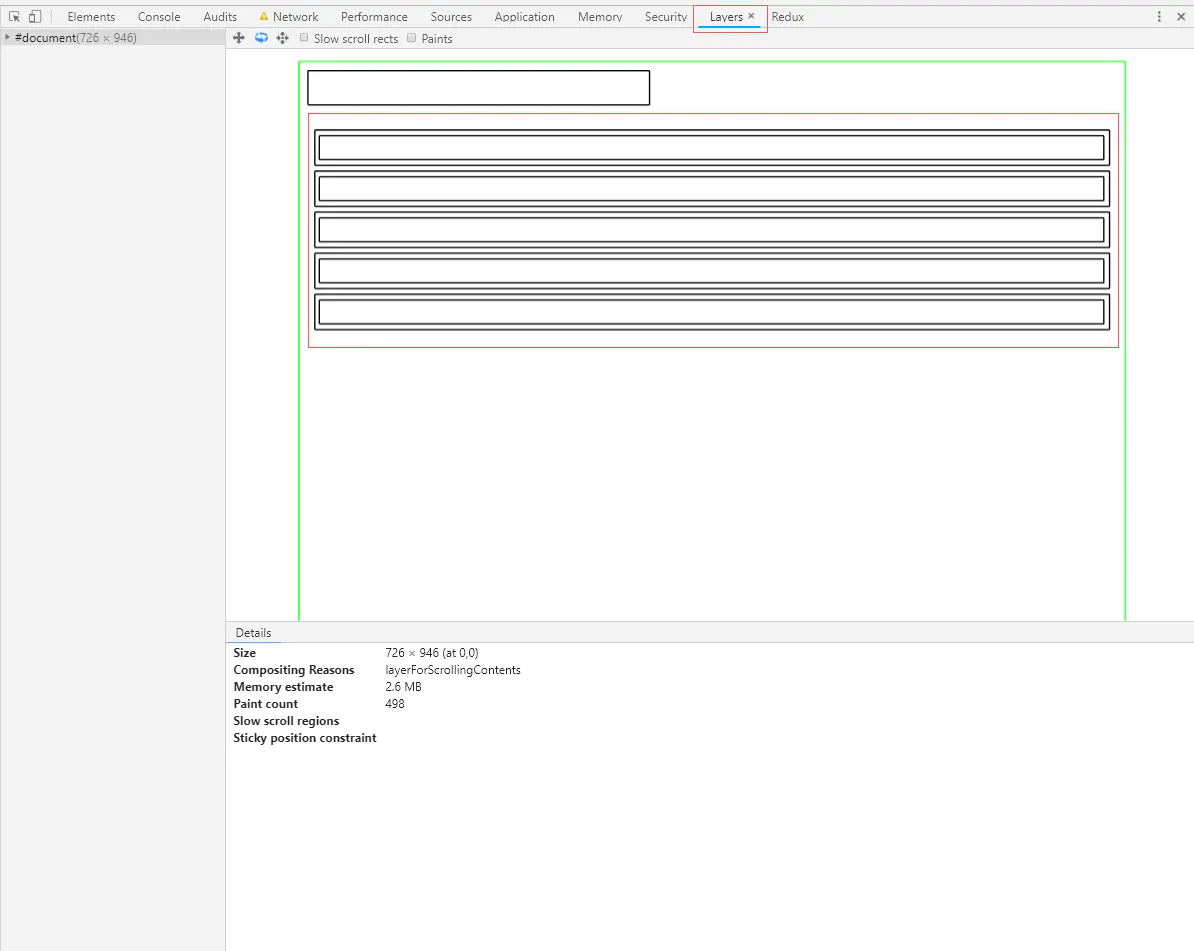 Elements Console Audits Network Performance Sources Application Memory Security Layers × Redux
#document(726 × 946)
Slow scroll rects Paints
Details
Size 726 × 946 (at 0,0)
Compositing Reasons layerForScrollingContents
Memory estimate 2.6 MB
Paint count 498
Slow scroll regions
Sticky position constraint